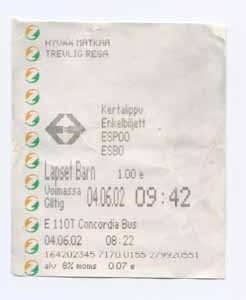 HYVÄÄ MATKAA
TREVLIG RESA
Kertalippu
Enkelbiljett
ESPOO
ESBO
Lapset Barn 1.00 e
Voimassa
Giltig 04.06.02 09:42
E 110T Concordia Bus
04.06.02 08:22
164202345 7170.0155 279920551
alv 8% moms 0.07 e